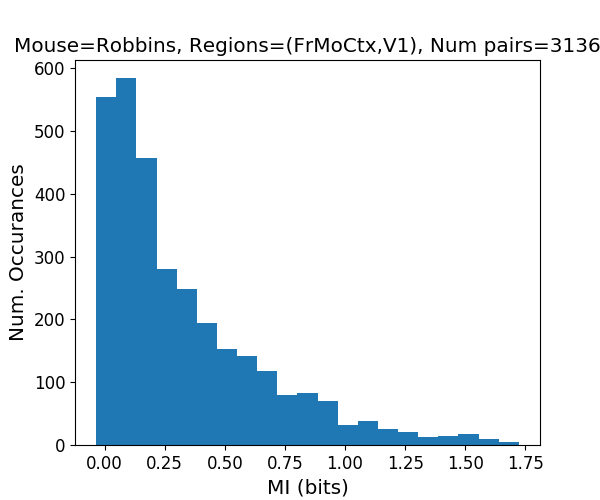 Mouse=Robbins, Regions=(FrMoCtx,V1), Num pairs=3136
600
500
400
300
200
100
0
Num. Occurances
0.00 0.25 0.50 0.75 1.00 1.25 1.50 1.75
MI (bits)